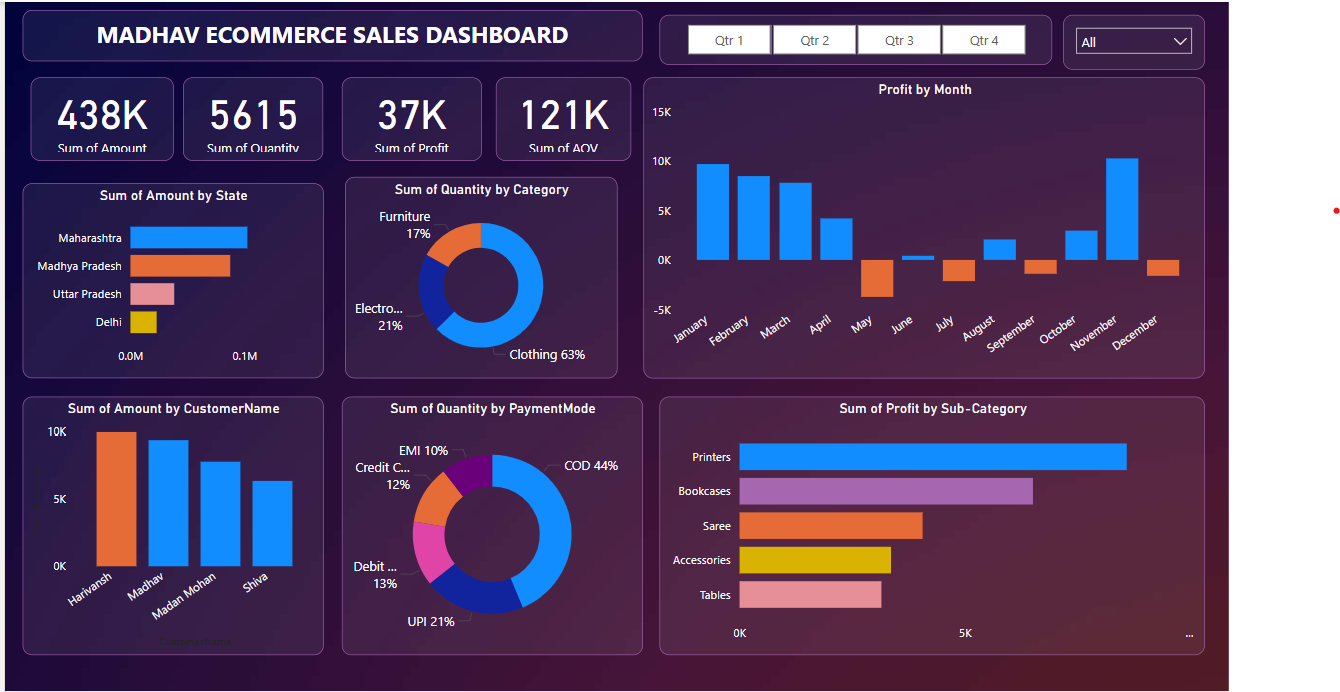 MADHAV ECOMMERCE SALES DASHBOARD
Qtr 1
Qtr 2
Qtr 3
Qtr 4
All
438K
Sum of Amount
5615
Sum of Quantity
37K
Sum of Profit
121K
Sum of AOV
Profit by Month
15K
10K
5K
0K
-5K
January
February
March
April
May
June
July
August
September
October
November
December
Sum of Amount by State
Maharashtra
Madhya Pradesh
Uttar Pradesh
Delhi
0.0M
0.1M
Sum of Quantity by Category
Furniture
17%
Electro...
21%
Clothing 63%
Sum of Amount by CustomerName
10K
5K
0K
Harivansh
Madhav
Madan Mohan
Shiva
Sum of Quantity by PaymentMode
EMI 10%
COD 44%
Credit C...
12%
Debit ...
13%
UPI 21%
Sum of Profit by Sub-Category
Printers
Bookcases
Saree
Accessories
Tables
0K
5K
...